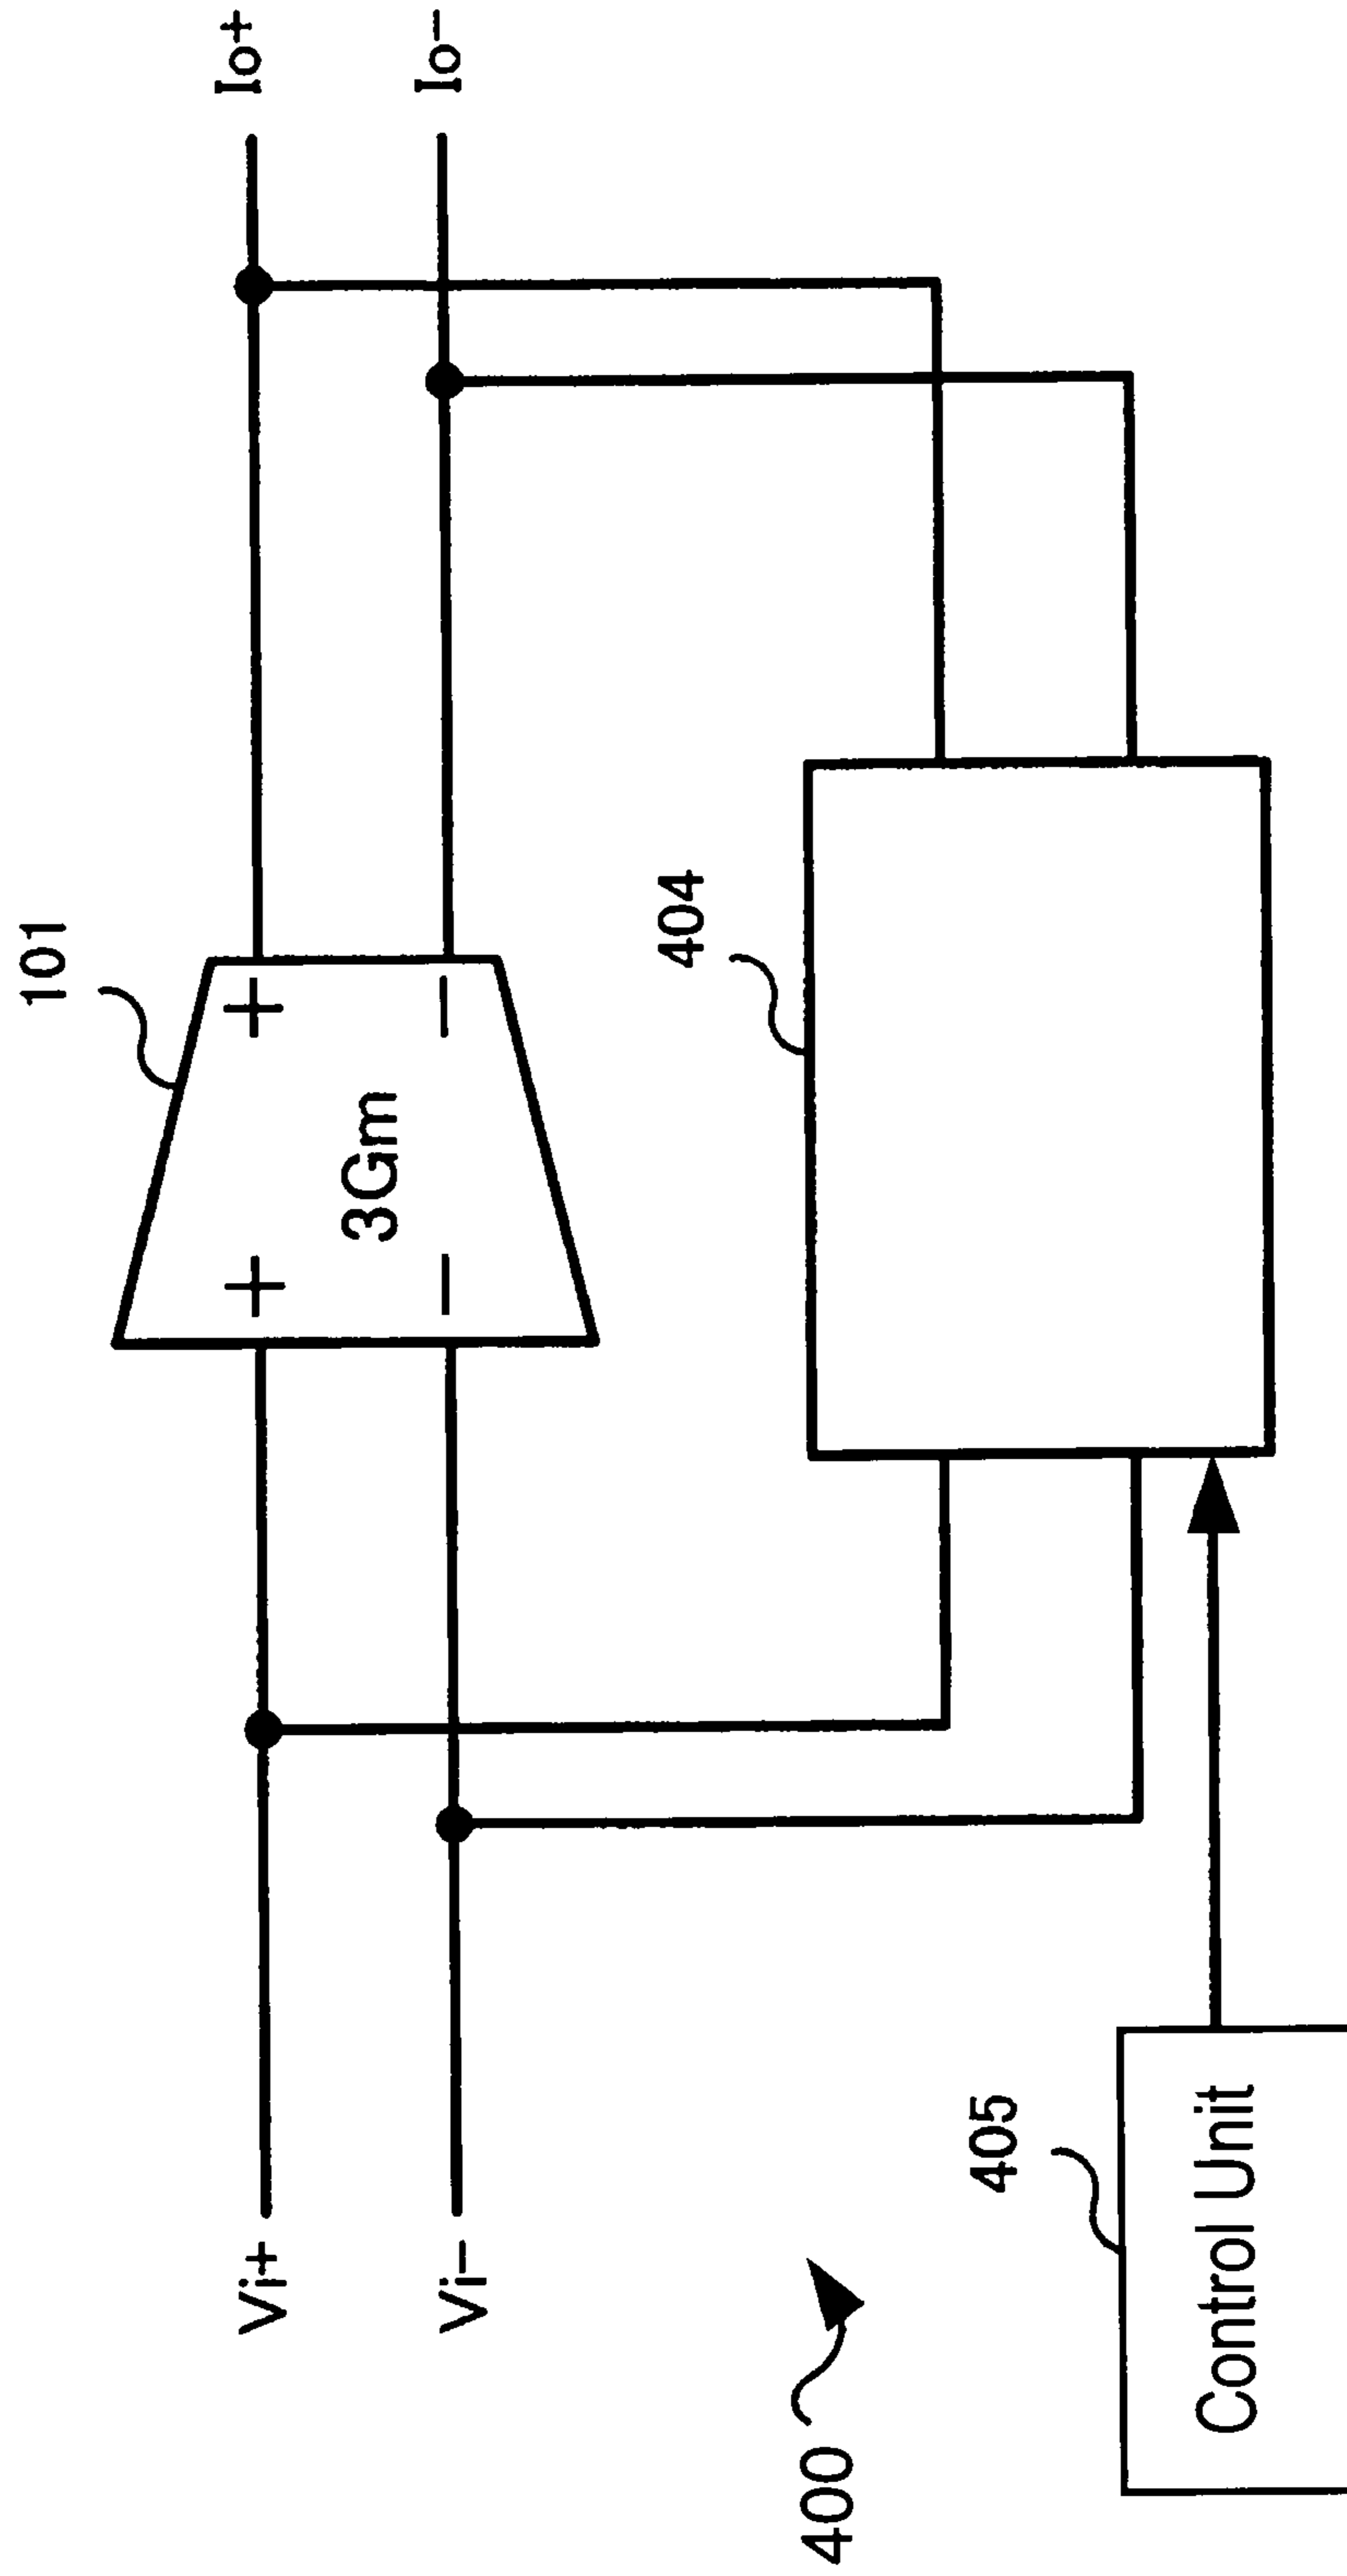 101
Vi+
+
+
Io+
3Gm
Vi−
−
−
Io−
404
400
405
Control Unit